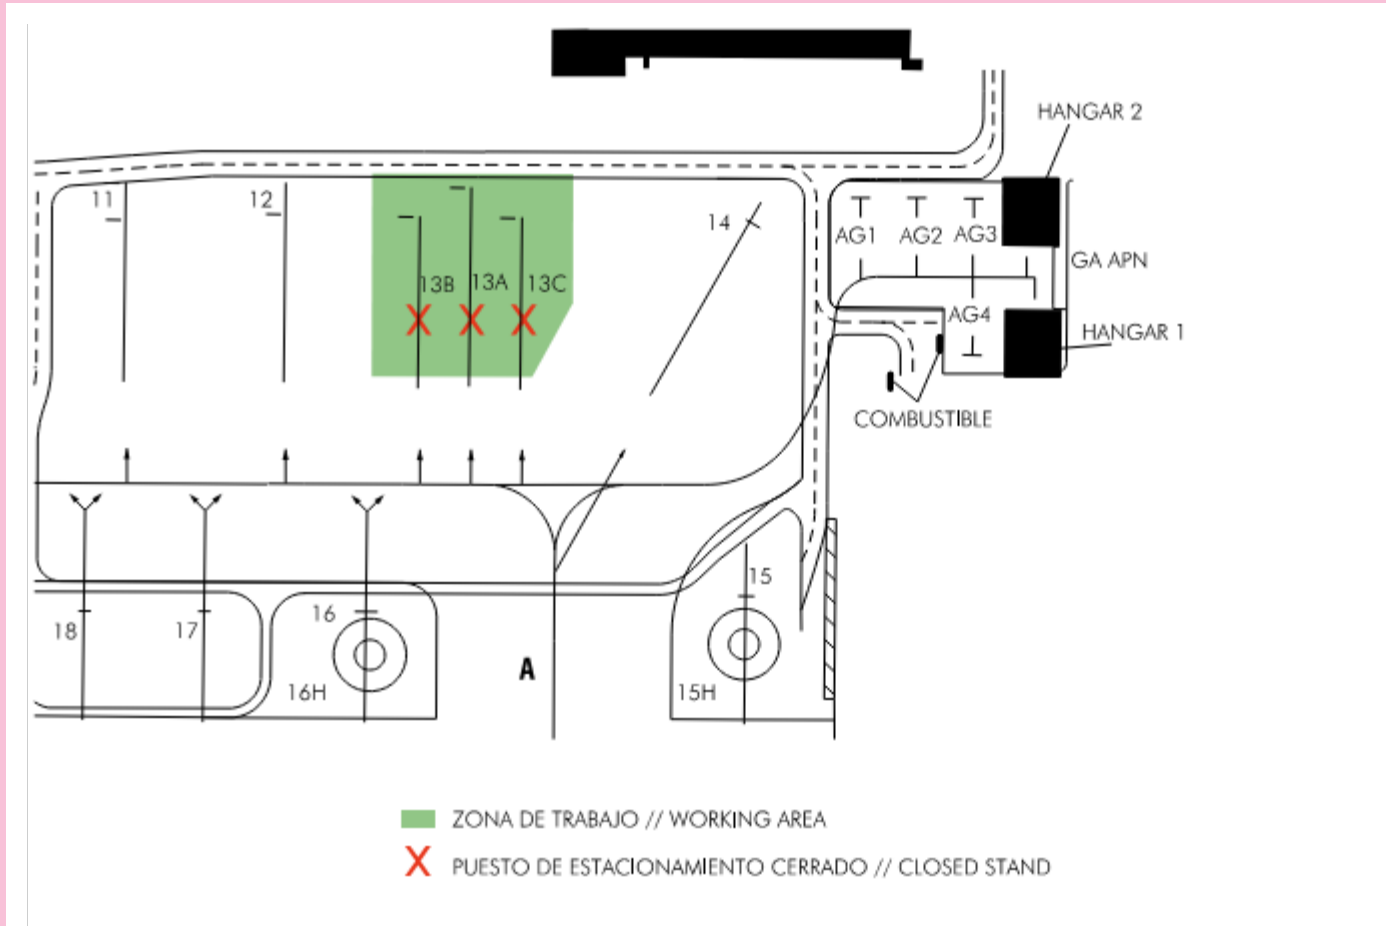 HANGAR 2
11
12
14
AG1
AG2
AG3
GA APN
13B
13A
13C
AG4
HANGAR 1
COMBUSTIBLE
15
16
18
17
A
16H
15H
ZONA DE TRABAJO // WORKING AREA
X PUESTO DE ESTACIONAMIENTO CERRADO // CLOSED STAND